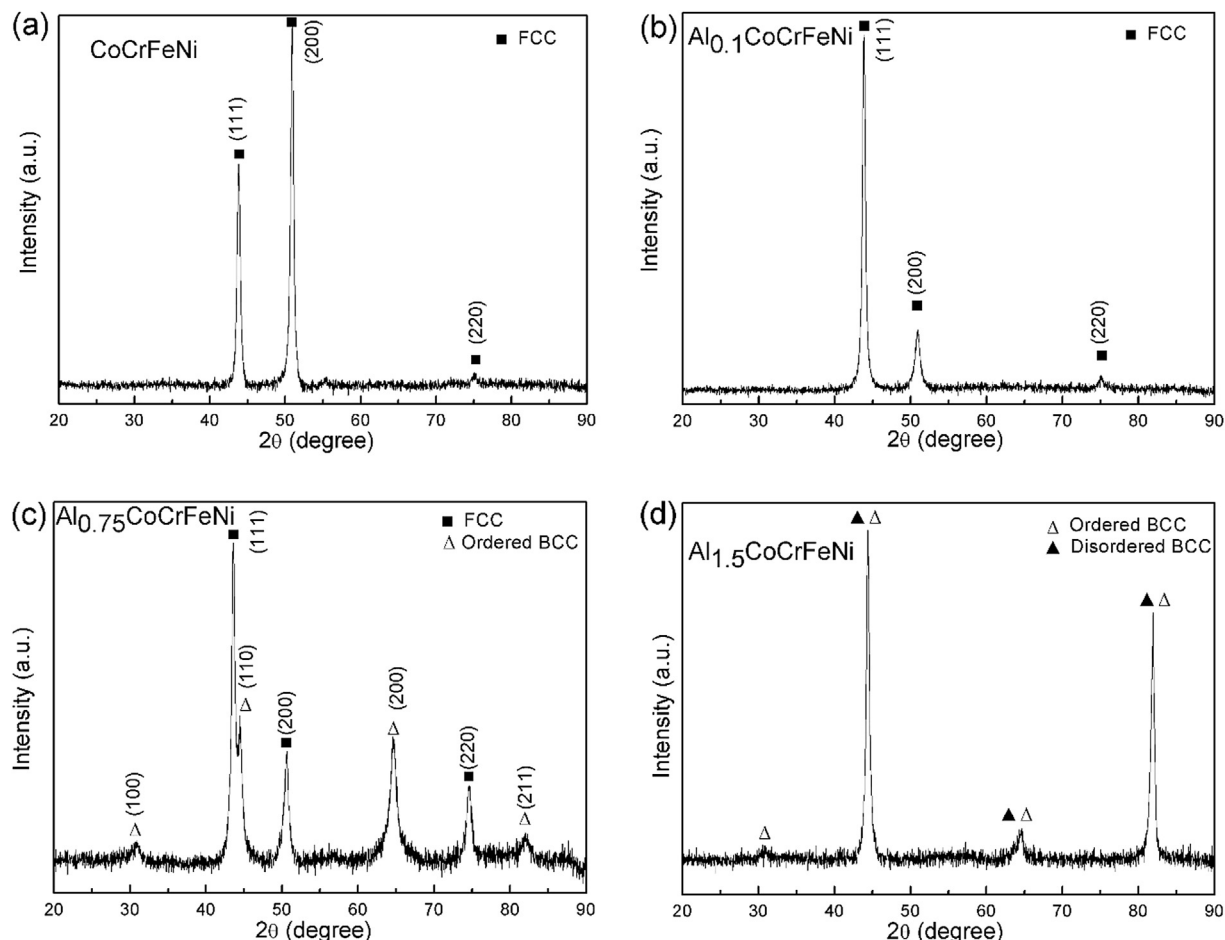 (a)
CoCrFeNi
(200)
■ FCC
(111)
(220)
Intensity (a.u.)
20 30 40 50 60 70 80 90
2θ (degree)
(b)
Al0.1CoCrFeNi
(111)
■ FCC
(200)
(220)
Intensity (a.u.)
20 30 40 50 60 70 80 90
2θ (degree)
(c)
Al0.75CoCrFeNi
(111)
■ FCC
Δ Ordered BCC
(110)
(200)
(200)
(220)
(100)
(211)
Intensity (a.u.)
20 30 40 50 60 70 80 90
2θ (degree)
(d)
Al1.5CoCrFeNi
Δ Ordered BCC
▲ Disordered BCC
Intensity (a.u.)
20 30 40 50 60 70 80 90
2θ (degree)